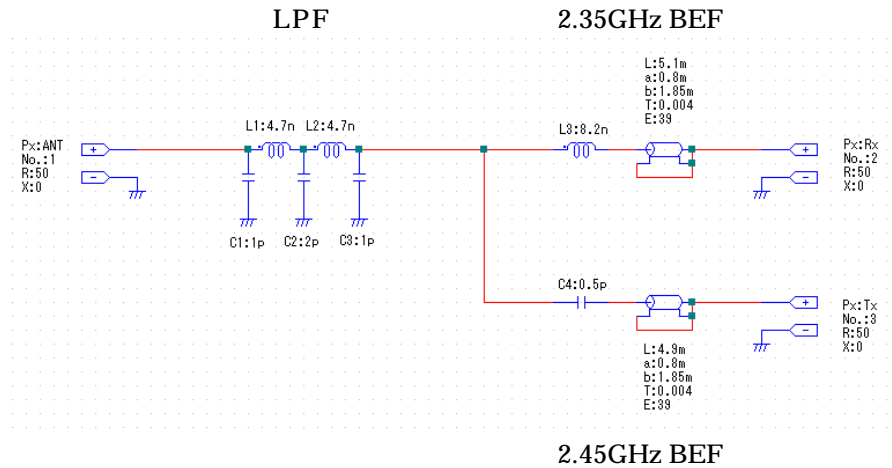 LPF
2.35GHz BEF
L:5.1m
a:0.8m
b:1.85m
T:0.004
E:39
L1:4.7n
L2:4.7n
L3:8.2n
Px:ANT
No.:1
R:50
X:0
+
−
Px:Rx
No.:2
R:50
X:0
+
−
C1:1p
C2:2p
C3:1p
C4:0.5p
Px:Tx
No.:3
R:50
X:0
+
−
L:4.9m
a:0.8m
b:1.85m
T:0.004
E:39
2.45GHz BEF